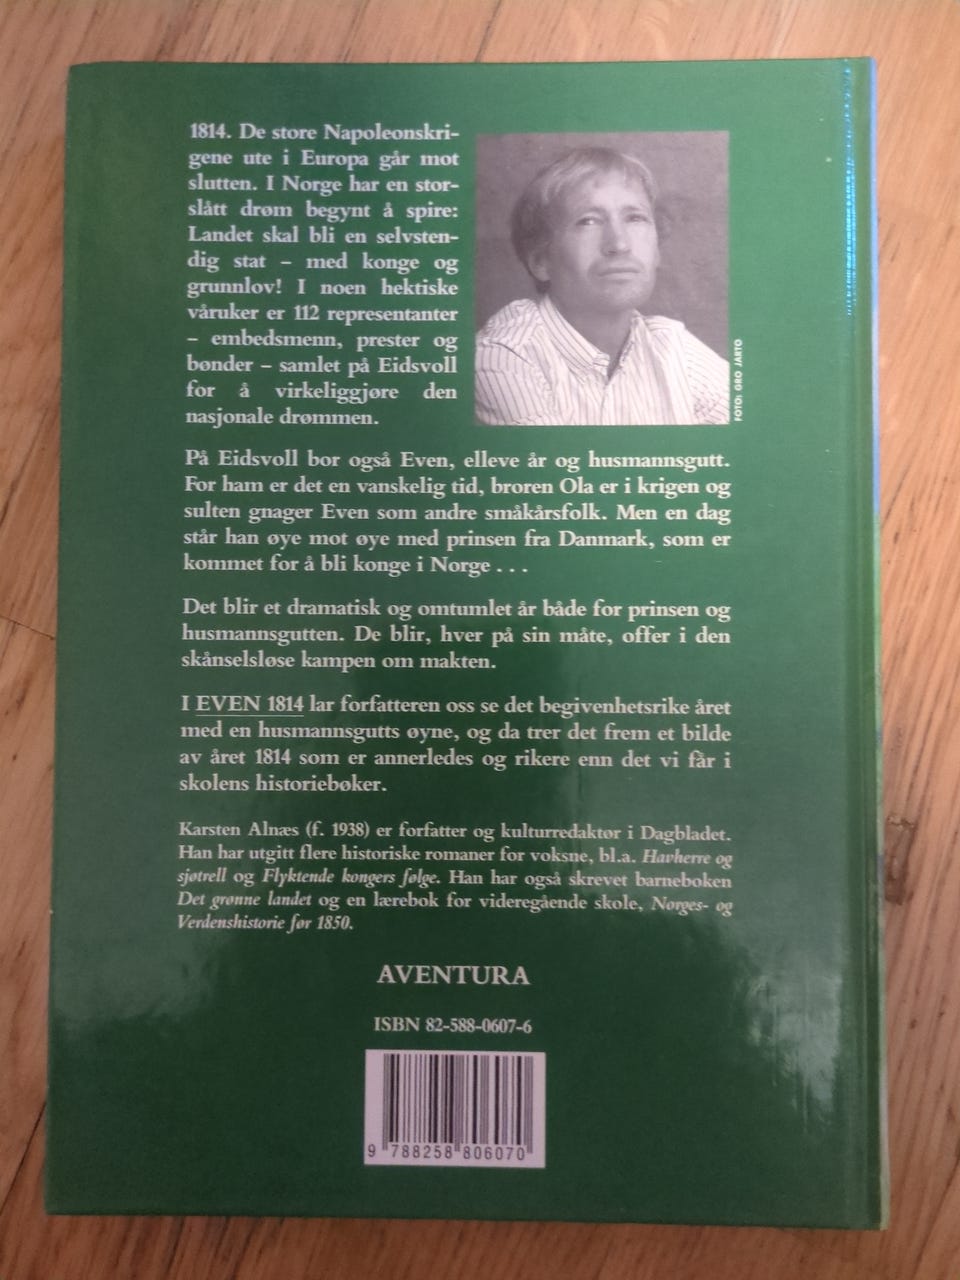 1814. De store Napoleonskri-
gene ute i Europa går mot
slutten. I Norge har en stor-
slått drøm begynt å spire:
Landet skal bli en selvsten-
dig stat – med konge og
grunnlov! I noen hektiske
våruker er 112 representanter
– embedsmenn, prester og
bønder – samlet på Eidsvoll
for å virkeliggjøre den
nasjonale drømmen.
FOTO: GRO JARTO
På Eidsvoll bor også Even, elleve år og husmannsgutt.
For ham er det en vanskelig tid, broren Ola er i krigen og
sulten gnager Even som andre småkårsfolk. Men en dag
står han øye mot øye med prinsen fra Danmark, som er
kommet for å bli konge i Norge . . .
Det blir et dramatisk og omtumlet år både for prinsen og
husmannsgutten. De blir, hver på sin måte, offer i den
skånselsløse kampen om makten.
I EVEN 1814 lar forfatteren oss se det begivenhetsrike året
med en husmannsgutts øyne, og da trer det frem et bilde
av året 1814 som er annerledes og rikere enn det vi får i
skolens historiebøker.
Karsten Alnæs (f. 1938) er forfatter og kulturredaktør i Dagbladet.
Han har utgitt flere historiske romaner for voksne, bl.a. Havherre og
sjøtrell og Flyktende kongers følge. Han har også skrevet barneboken
Det grønne landet og en lærebok for videregående skole, Norges- og
Verdenshistorie før 1850.
AVENTURA
ISBN 82-588-0607-6
9 788258 806070